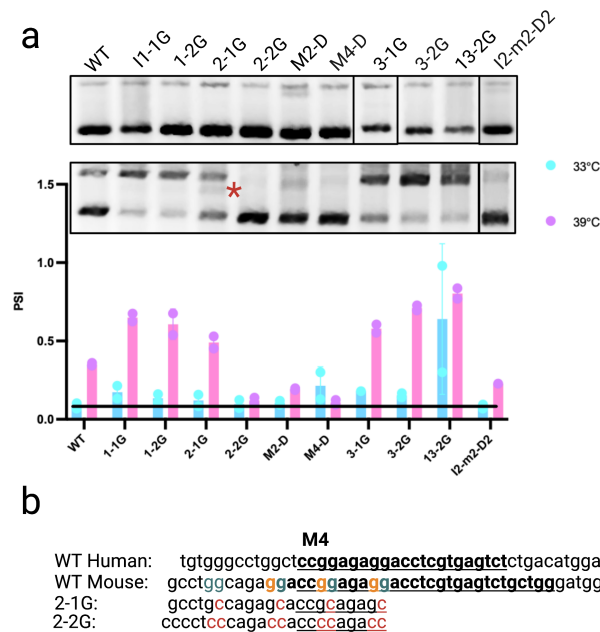 a
WT I1-1G 1-2G 2-1G 2-2G M2-D M4-D 3-1G 3-2G 13-2G I2-m2-D2
*
33°C
39°C
PSI
1.5
1.0
0.5
0.0
WT 1-1G 1-2G 2-1G 2-2G M2-D M4-D 3-1G 3-2G 13-2G I2-m2-D2
b
M4
WT Human: tgtgggcctggctccggagaggacctcgtgagtctctgacatgga
WT Mouse: gcctggcagaggaccggagaggacctcgtgagtctgctggggatgg
2-1G: gcctgccagagcaccgcagagc
2-2G: cccctcccagaccacccccagacc